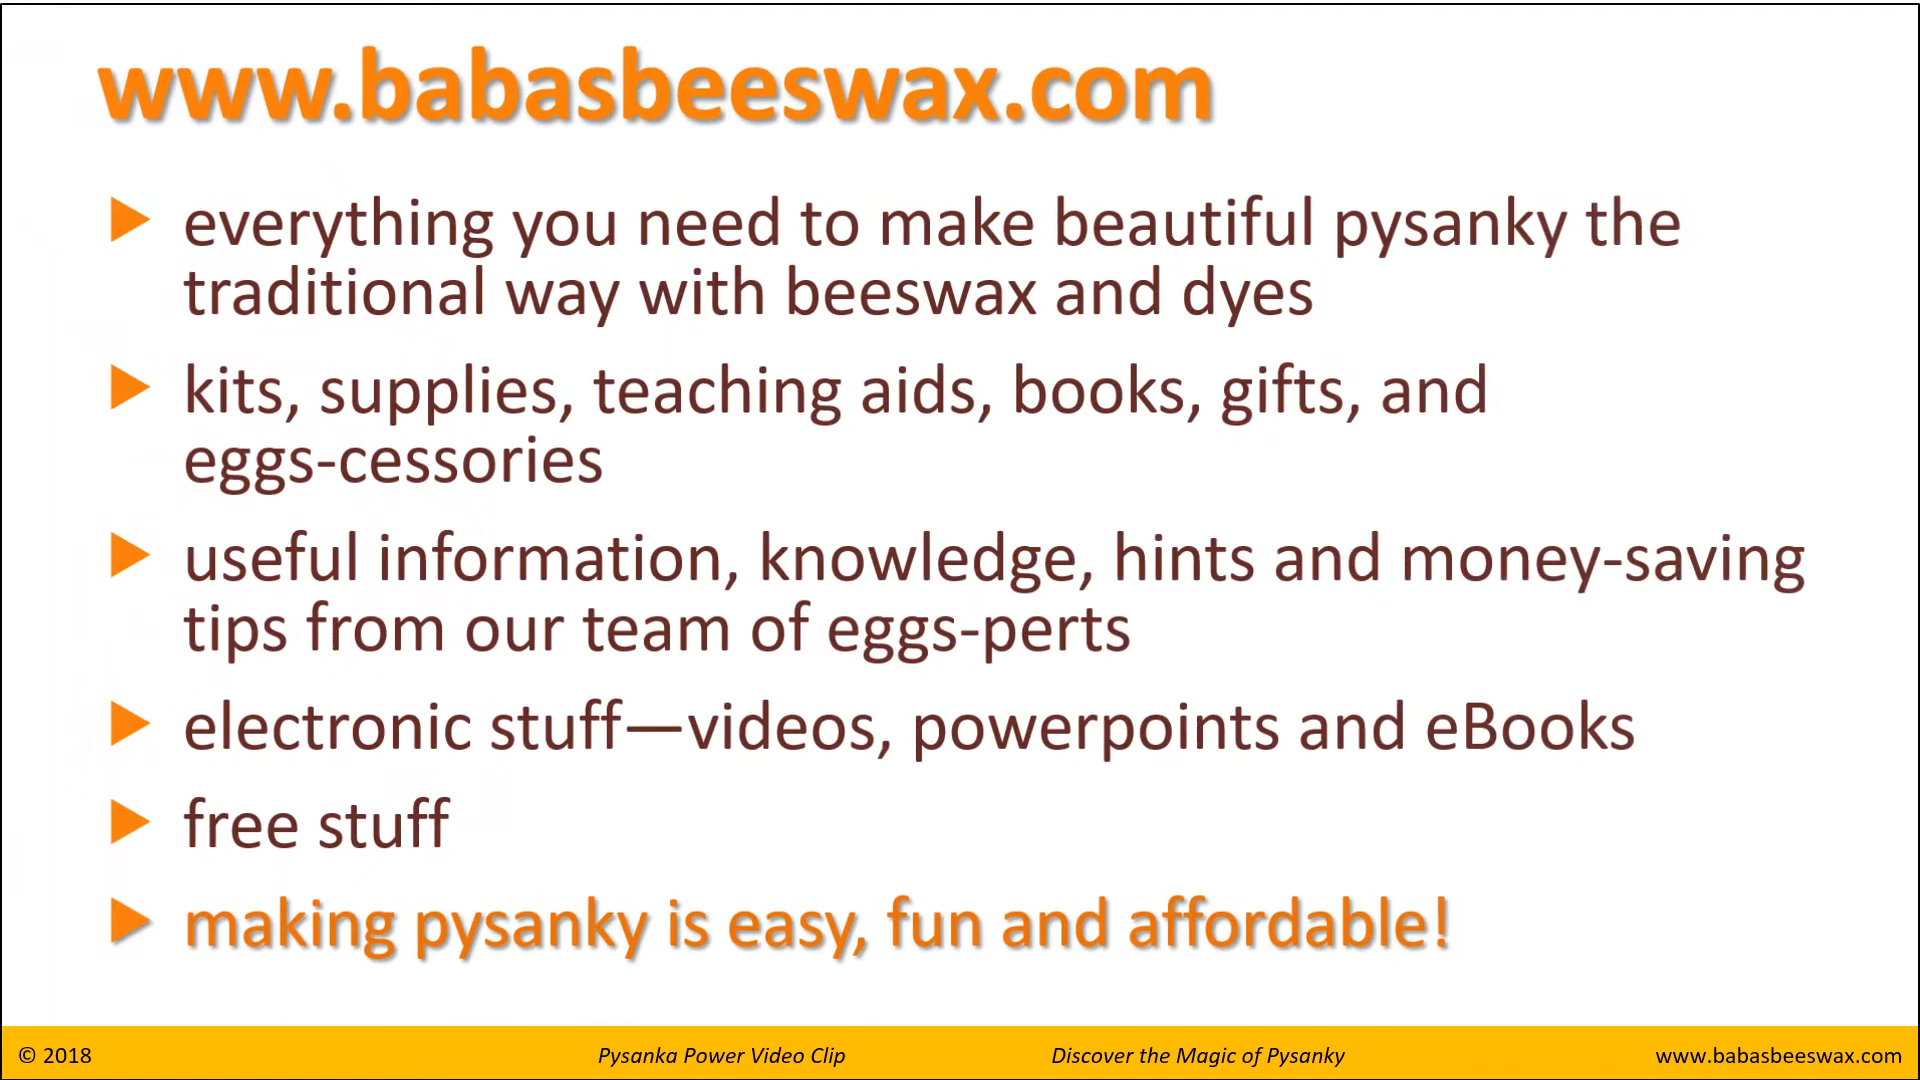 www.babasbeeswax.com
everything you need to make beautiful pysanky the
traditional way with beeswax and dyes
kits, supplies, teaching aids, books, gifts, and
eggs-cessories
useful information, knowledge, hints and money-saving
tips from our team of eggs-perts
electronic stuff—videos, powerpoints and eBooks
free stuff
making pysanky is easy, fun and affordable!
© 2018 Pysanka Power Video Clip Discover the Magic of Pysanky www.babasbeeswax.com